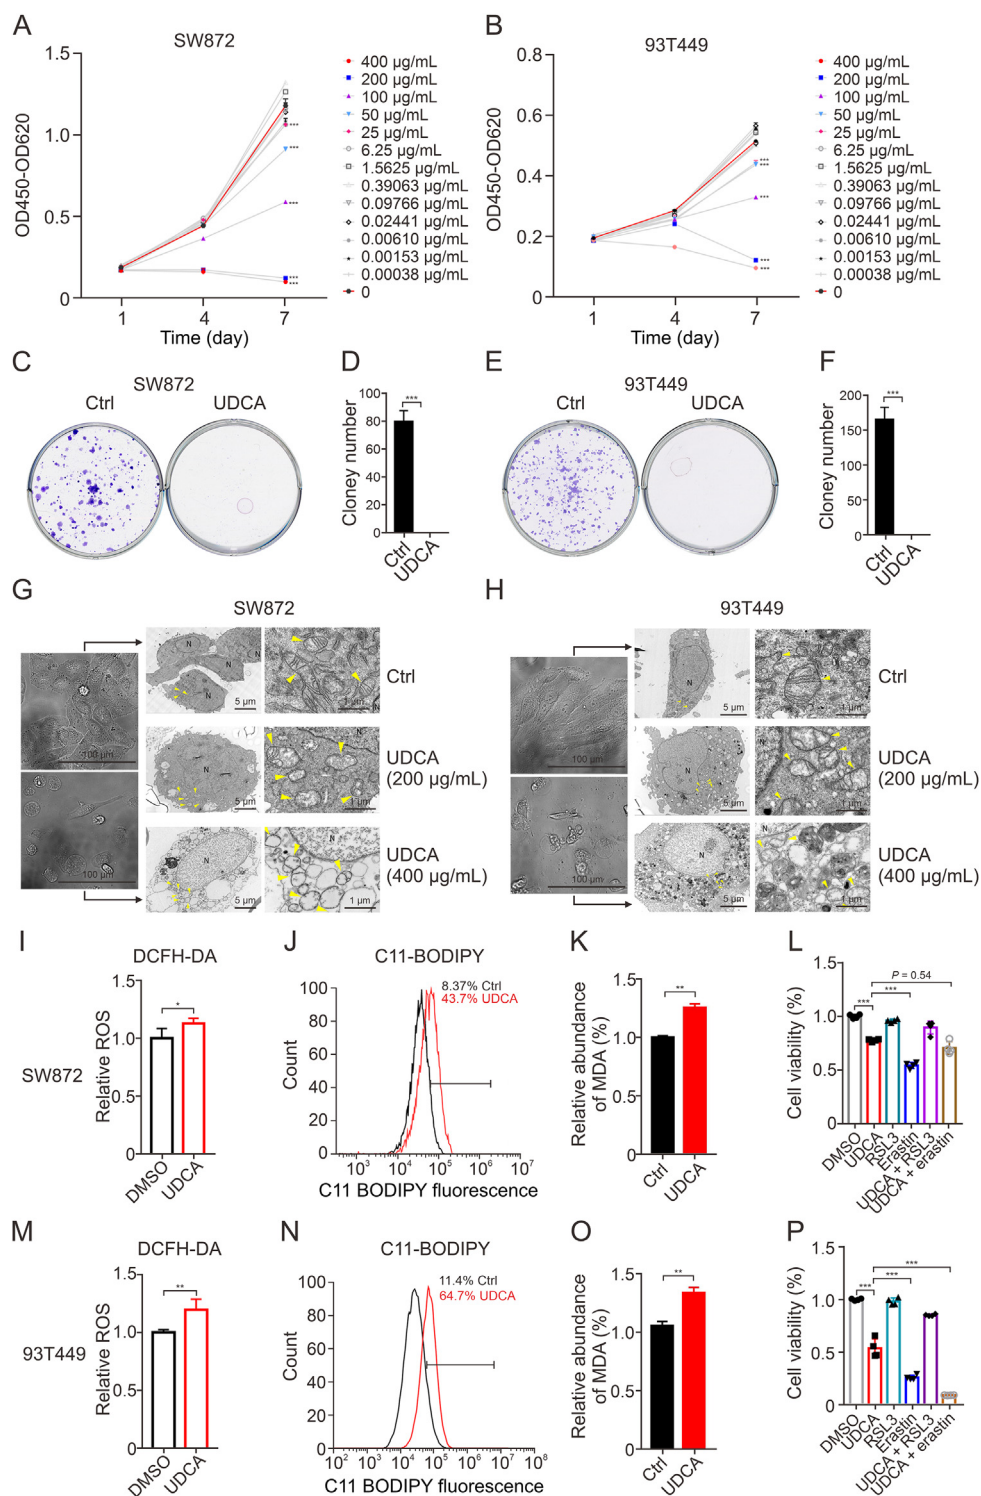 A
SW872
OD450-OD620
1.5
1.0
0.5
0
1
4
7
Time (day)
***
***
***
***
***
400 µg/mL
200 µg/mL
100 µg/mL
50 µg/mL
25 µg/mL
6.25 µg/mL
1.5625 µg/mL
0.39063 µg/mL
0.09766 µg/mL
0.02441 µg/mL
0.00610 µg/mL
0.00153 µg/mL
0.00038 µg/mL
0
B
93T449
OD450-OD620
0.8
0.6
0.4
0.2
0
1
4
7
Time (day)
***
***
***
***
***
400 µg/mL
200 µg/mL
100 µg/mL
50 µg/mL
25 µg/mL
6.25 µg/mL
1.5625 µg/mL
0.39063 µg/mL
0.09766 µg/mL
0.02441 µg/mL
0.00610 µg/mL
0.00153 µg/mL
0.00038 µg/mL
0
C
SW872
Ctrl
UDCA
D
Cloney number
100
80
60
40
20
0
***
Ctrl
UDCA
E
93T449
Ctrl
UDCA
F
Cloney number
200
150
100
50
0
***
Ctrl
UDCA
G
SW872
100 µm
100 µm
N
N
N
5 µm
1 µm
N
Ctrl
N
5 µm
1 µm
UDCA
(200 µg/mL)
N
5 µm
N
1 µm
UDCA
(400 µg/mL)
H
93T449
100 µm
100 µm
N
5 µm
1 µm
Ctrl
N
5 µm
N
1 µm
UDCA
(200 µg/mL)
N
5 µm
N
1 µm
UDCA
(400 µg/mL)
I
DCFH-DA
SW872
Relative ROS
1.5
1.0
0.5
0
*
DMSO
UDCA
J
C11-BODIPY
8.37% Ctrl
43.7% UDCA
Count
100
80
60
40
20
0
10³
10⁴
10⁵
10⁶
10⁷
C11 BODIPY fluorescence
K
Relative abundance
of MDA (%)
1.5
1.0
0.5
0
**
Ctrl
UDCA
L
Cell viability (%)
1.5
1.0
0.5
0
P = 0.54
***
***
DMSO
UDCA
RSL3
Erastin
UDCA + RSL3
UDCA + erastin
M
DCFH-DA
93T449
Relative ROS
1.5
1.0
0.5
0
**
DMSO
UDCA
N
C11-BODIPY
11.4% Ctrl
64.7% UDCA
Count
100
80
60
40
20
0
10²
10³
10⁴
10⁵
10⁶
10⁷
10⁸
C11 BODIPY fluorescence
O
Relative abundance
of MDA (%)
1.5
1.0
0.5
0
**
Ctrl
UDCA
P
Cell viability (%)
1.5
1.0
0.5
0
***
***
***
DMSO
UDCA
RSL3
Erastin
UDCA + RSL3
UDCA + erastin